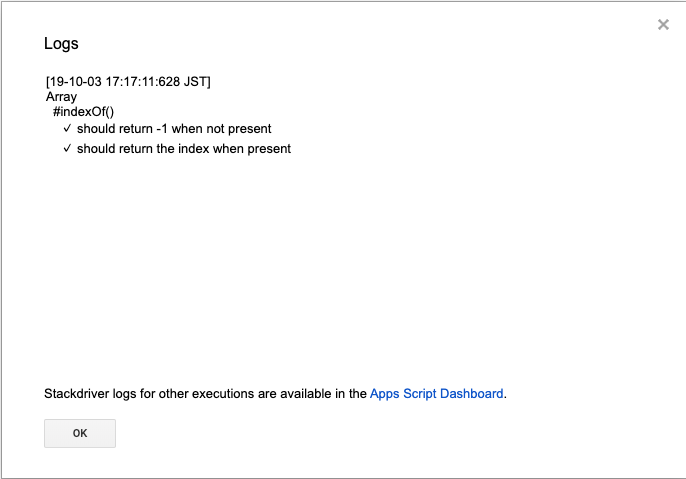 Logs
[19-10-03 17:17:11:628 JST]
Array
#indexOf()
✓ should return -1 when not present
✓ should return the index when present
Stackdriver logs for other executions are available in the Apps Script Dashboard.
OK